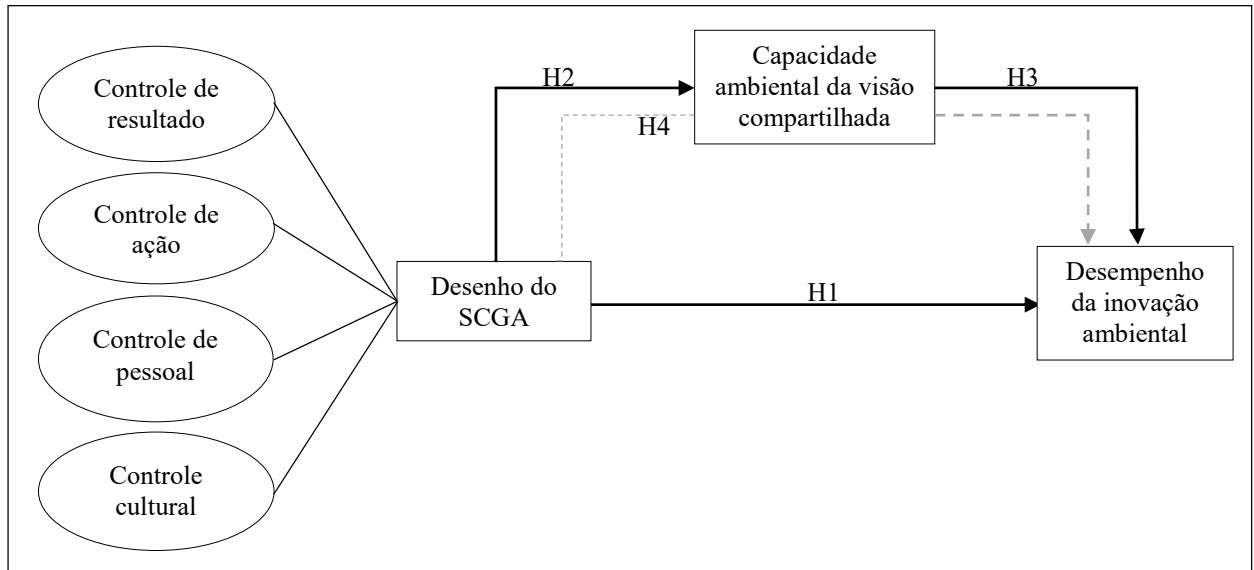 Controle de
resultado
Controle de
ação
Controle de
pessoal
Controle
cultural
Desenho do
SCGA
H2
H4
Capacidade
ambiental da visão
compartilhada
H3
H1
Desempenho
da inovação
ambiental